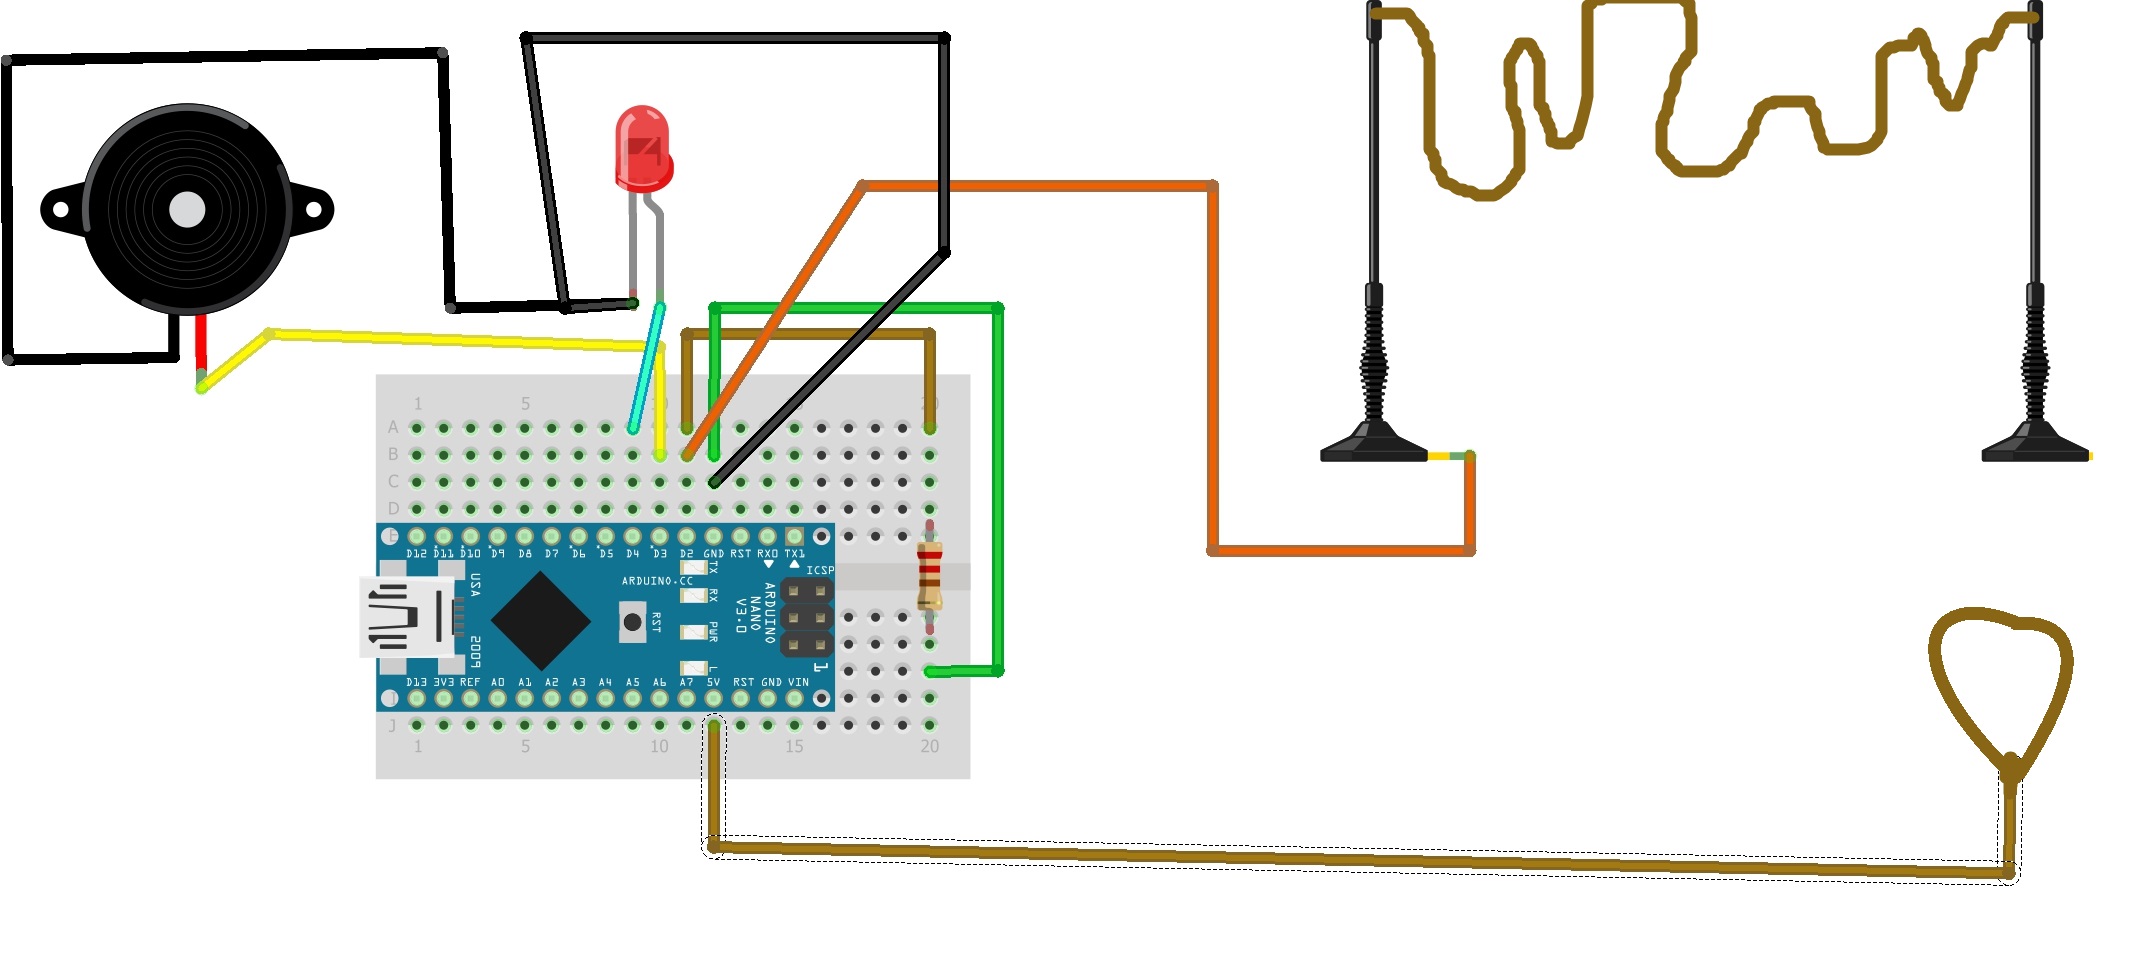 1 5 10 15 20
A
B
C
D
E
D12 D11 D10 D9 D8 D7 D6 D5 D4 D3 D2 GND RST RX0 TX1
ICSP
ARDUINO.CC
TX
RX
PWR
L
RST
USA
2009
ARDUINO
NANO
V3.0
1
D13 3V3 REF A0 A1 A2 A3 A4 A5 A6 A7 5V RST GND VIN
I
J
1 5 10 15 20